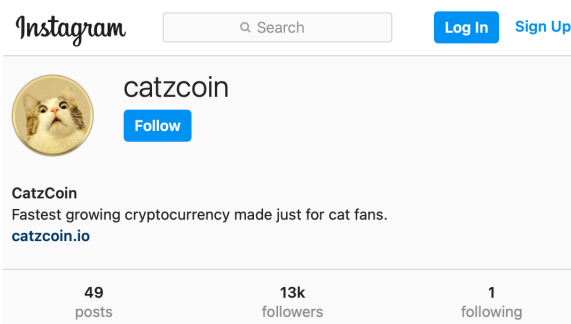 Instagram
Search
Log In
Sign Up
catzcoin
Follow
CatzCoin
Fastest growing cryptocurrency made just for cat fans.
catzcoin.io
49 13k 1
posts followers following